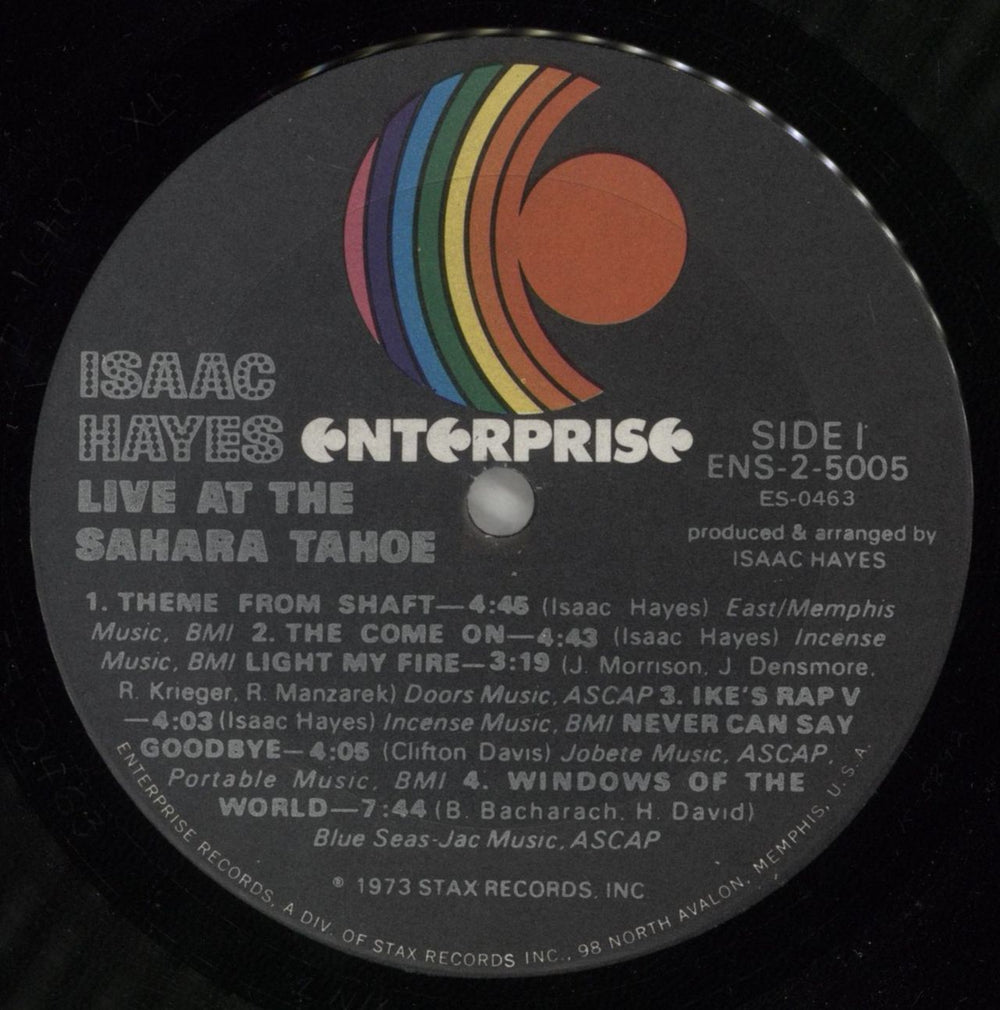 ISAAC
HAYES
ENTERPRISE
LIVE AT THE
SAHARA TAHOE
SIDE I
ENS-2-5005
ES-0463
produced & arranged by
ISAAC HAYES
1. THEME FROM SHAFT—4:45 (Isaac Hayes) East/Memphis
Music, BMI 2. THE COME ON—4:43 (Isaac Hayes) Incense
Music, BMI LIGHT MY FIRE—3:19 (J. Morrison, J Densmore,
R. Krieger, R. Manzarek) Doors Music, ASCAP 3. IKE'S RAP V
—4:03 (Isaac Hayes) Incense Music, BMI NEVER CAN SAY
GOODBYE—4:05 (Clifton Davis) Jobete Music, ASCAP,
Portable Music, BMI 4. WINDOWS OF THE
WORLD—7:44 (B. Bacharach, H. David)
Blue Seas-Jac Music, ASCAP
℗ 1973 STAX RECORDS, INC
ENTERPRISE RECORDS, A DIV. OF STAX RECORDS INC., 98 NORTH AVALON, MEMPHIS, U.S.A.